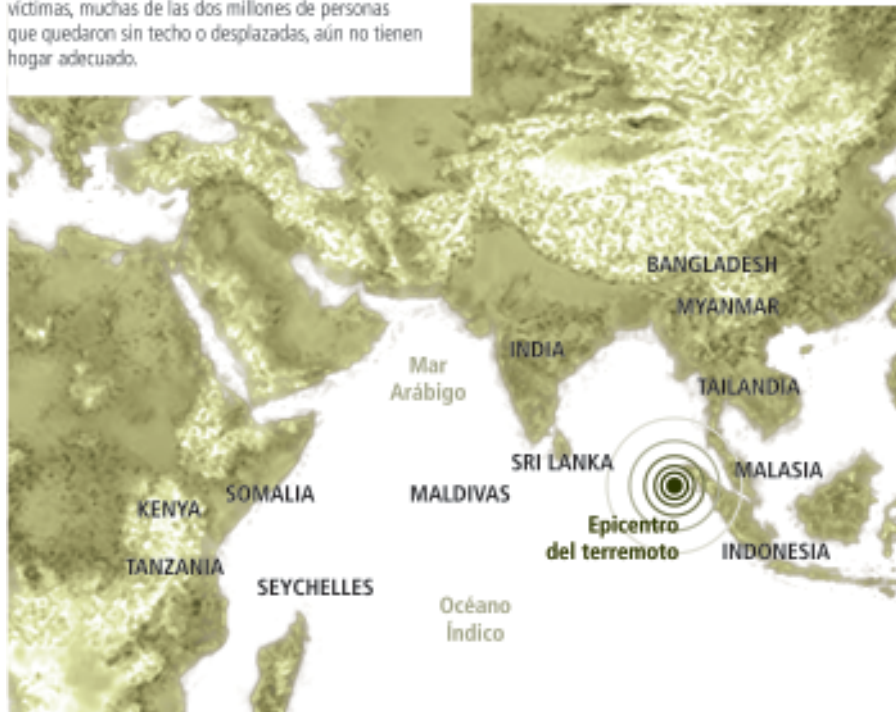 víctimas, muchas de las dos millones de personas
que quedaron sin techo o desplazadas, aún no tienen
hogar adecuado.
BANGLADESH
MYANMAR
INDIA
Mar
Arábigo
TAILANDIA
SRI LANKA
MALASIA
KENYA
SOMALIA
MALDIVAS
Epicentro
del terremoto
INDONESIA
TANZANIA
SEYCHELLES
Océano
Índico